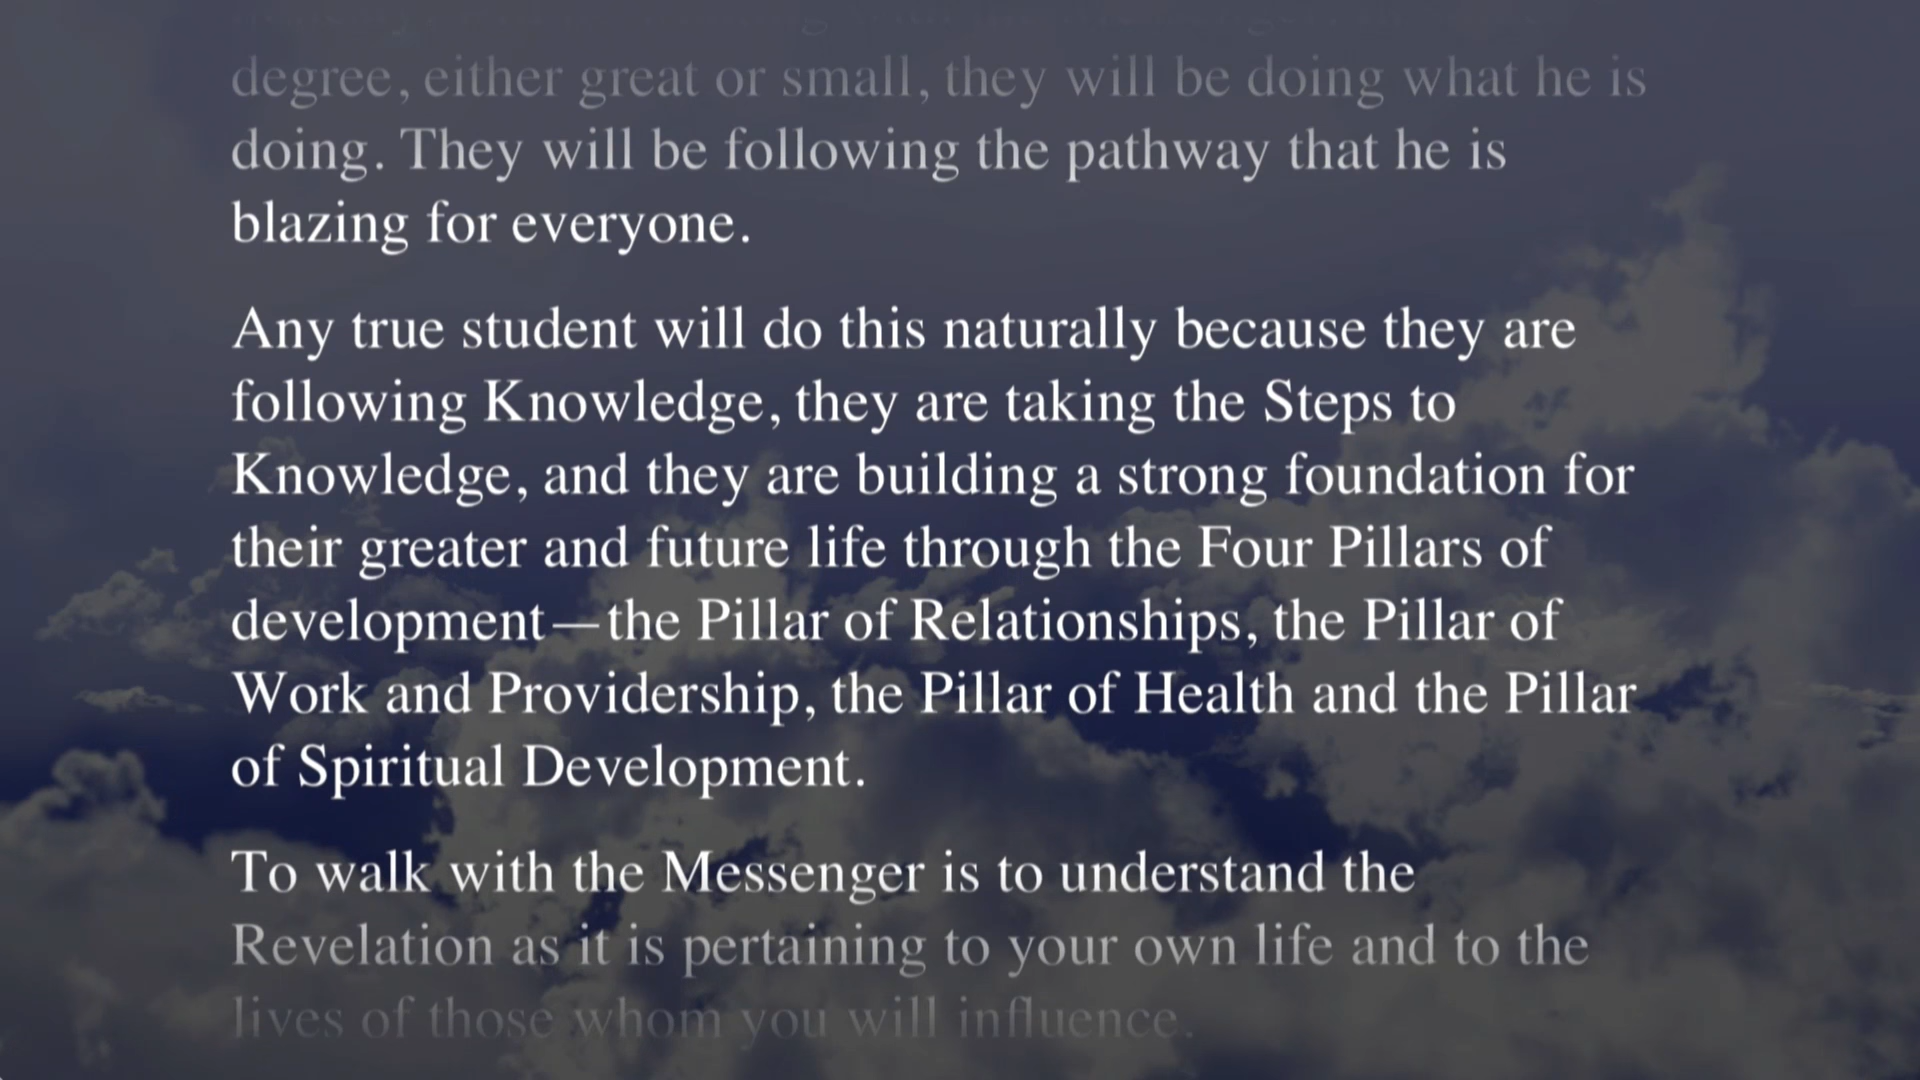 degree, either great or small, they will be doing what he is
doing. They will be following the pathway that he is
blazing for everyone.
Any true student will do this naturally because they are
following Knowledge, they are taking the Steps to
Knowledge, and they are building a strong foundation for
their greater and future life through the Four Pillars of
development—the Pillar of Relationships, the Pillar of
Work and Providership, the Pillar of Health and the Pillar
of Spiritual Development.
To walk with the Messenger is to understand the
Revelation as it is pertaining to your own life and to the
lives of those whom you will influence.